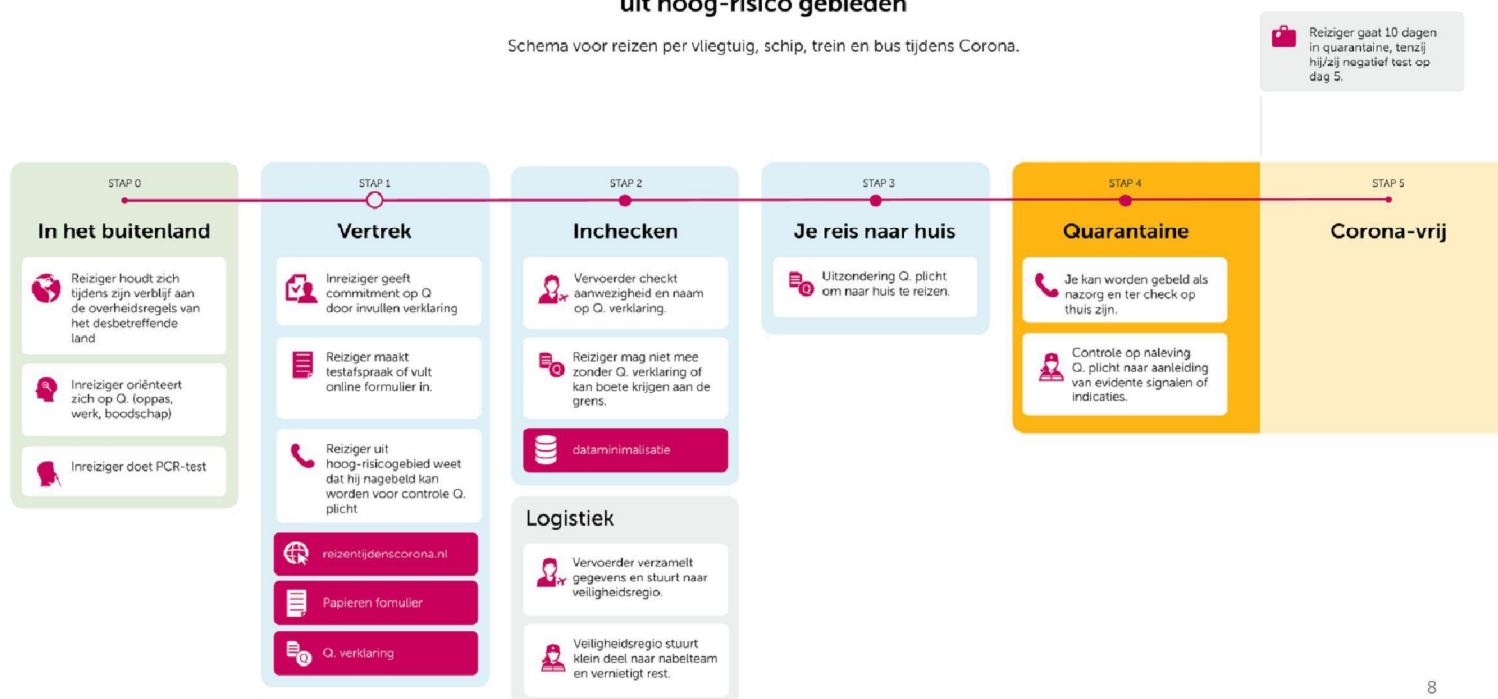 uit hoog-risico gebieden
Schema voor reizen per vliegtuig, schip, trein en bus tijdens Corona.
Reiziger gaat 10 dagen
in quarantaine, tenzij
hij/zij negatief test op
dag 5.
STAP 0
In het buitenland
Reiziger houdt zich
tijdens zijn verblijf aan
de overheidsregels van
het desbetreffende
land
Inreiziger oriënteert
zich op Q. (oppas,
werk, boodschap)
Inreiziger doet PCR-test
STAP 1
Vertrek
Inreiziger geeft
commitment op Q
door invullen verklaring
Reiziger maakt
testafspraak of vult
online formulier in.
Reiziger uit
hoog-risicogebied weet
dat hij nagebeld kan
worden voor controle Q.
plicht
reizentijdenscorona.nl
Papieren fomulier
Q. verklaring
STAP 2
Inchecken
Vervoerder checkt
aanwezigheid en naam
op Q. verklaring.
Reiziger mag niet mee
zonder Q. verklaring of
kan boete krijgen aan de
grens.
dataminimalisatie
Logistiek
Vervoerder verzamelt
gegevens en stuurt naar
veiligheidsregio.
Veiligheidsregio stuurt
klein deel naar nabelteam
en vernietigt rest.
STAP 3
Je reis naar huis
Uitzondering Q. plicht
om naar huis te reizen.
STAP 4
Quarantaine
Je kan worden gebeld als
nazorg en ter check op
thuis zijn.
Controle op naleving
Q. plicht naar aanleiding
van evidente signalen of
indicaties.
STAP 5
Corona-vrij
8